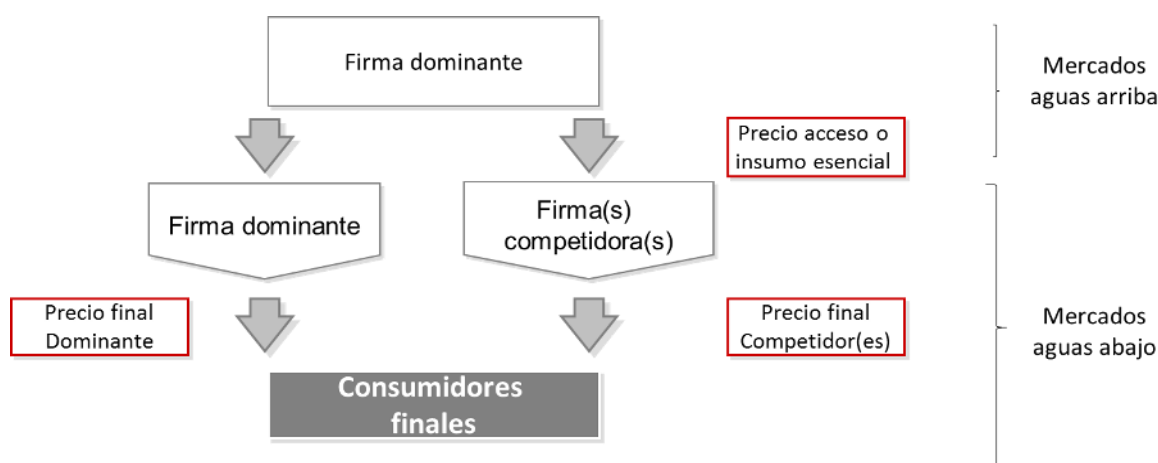 Firma dominante
Mercados
aguas arriba
Precio acceso o
insumo esencial
Firma dominante
Firma(s)
competidora(s)
Precio final
Dominante
Precio final
Competidor(es)
Mercados
aguas abajo
Consumidores
finales